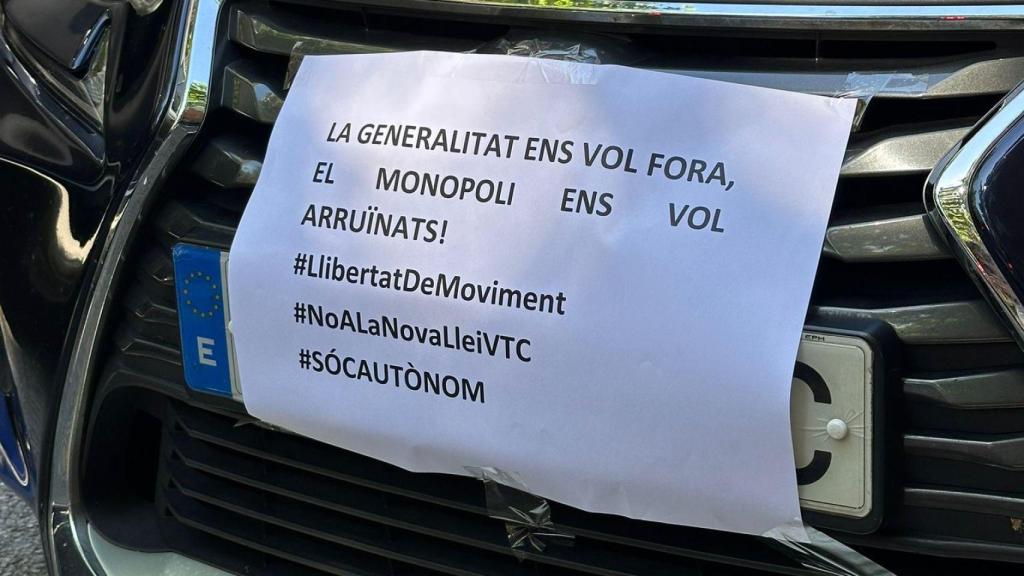 LA GENERALITAT ENS VOL FORA,
EL MONOPOLI ENS VOL
ARRUÏNATS!
#LlibertatDeMoviment
#NoALaNovaLleiVTC
#SÓCAUTÒNOM
E
C